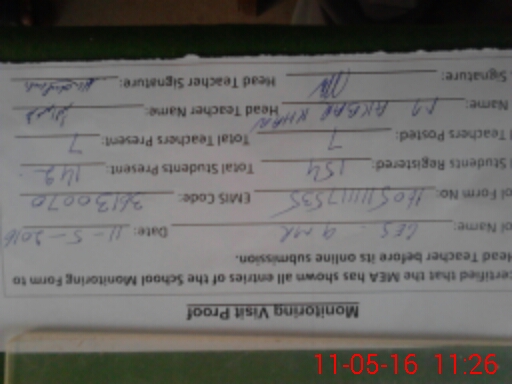 Monitoring Visit Proof
ertified that the MEA has shown all entries of the School Monitoring Form to
Head Teacher before its online submission.
ol Name: GES Date: 11-5-2016
ol Form No: EMIS Code: 36130070
Students Registered: 154 Total Students Present: 142
l Teachers Posted: 7 Total Teachers Present: 7
Name: M AKBAR KHAN Head Teacher Name:
Signature: Head Teacher Signature:
11-05-16 11:26